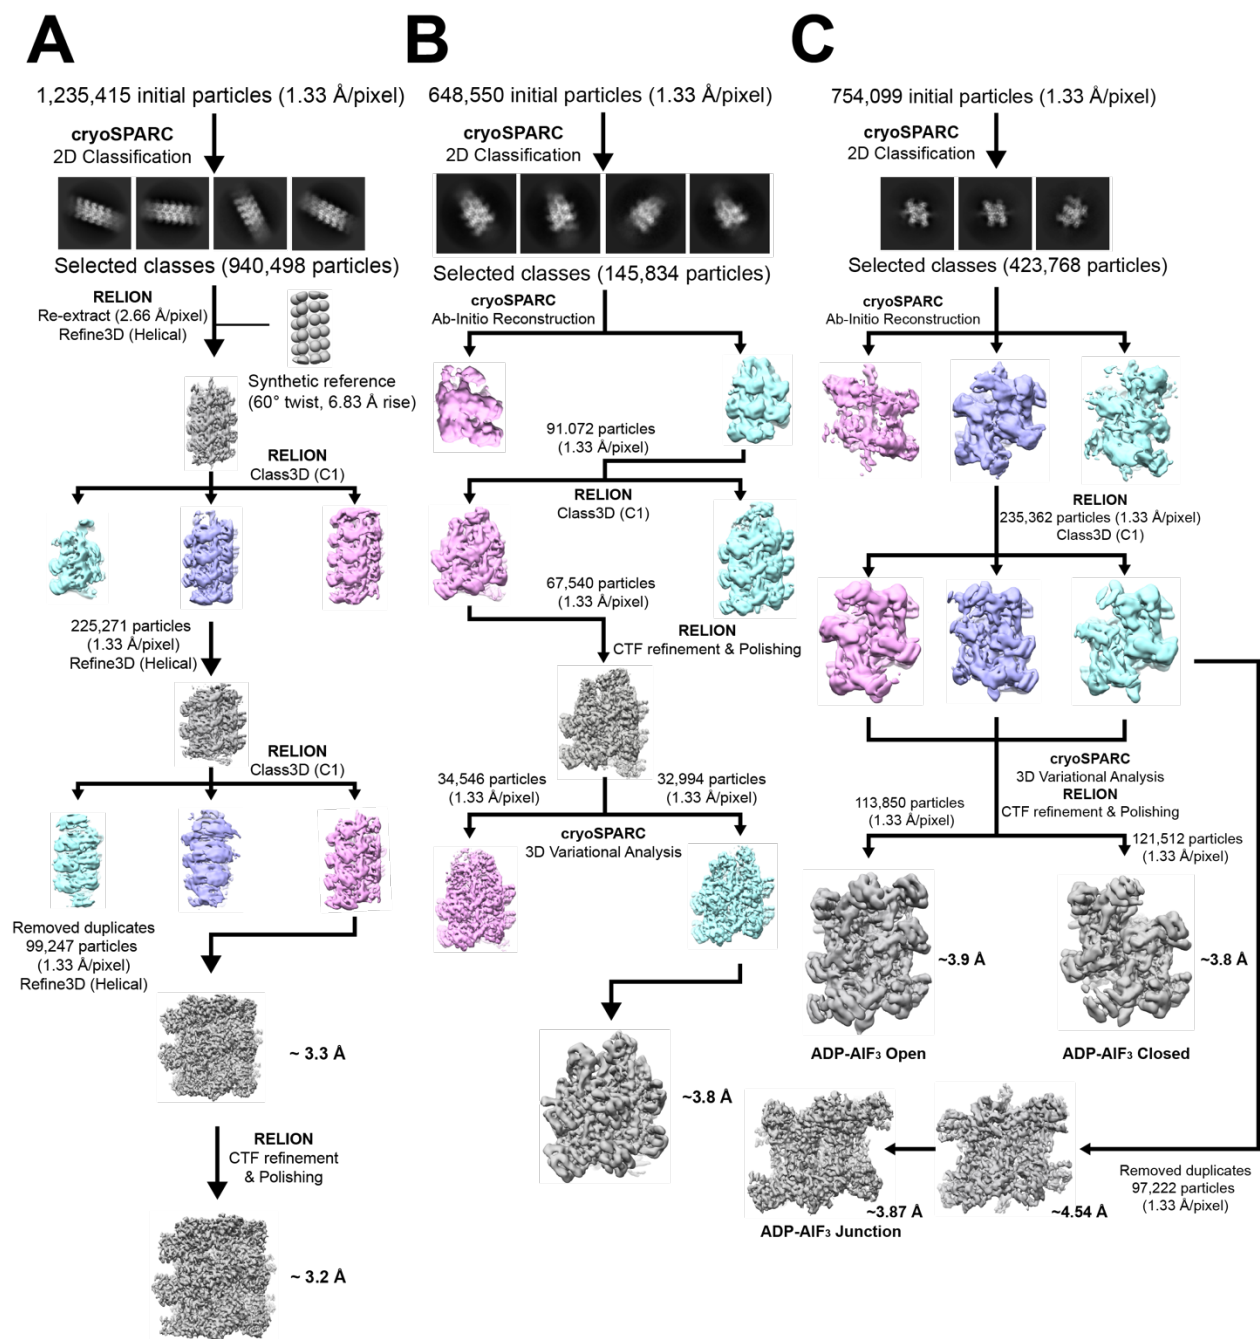 A
1,235,415 initial particles (1.33 Å/pixel)
cryoSPARC
2D Classification
Selected classes (940,498 particles)
RELION
Re-extract (2.66 Å/pixel)
Refine3D (Helical)
Synthetic reference
(60° twist, 6.83 Å rise)
RELION
Class3D (C1)
225,271 particles
(1.33 Å/pixel)
Refine3D (Helical)
RELION
Class3D (C1)
Removed duplicates
99,247 particles
(1.33 Å/pixel)
Refine3D (Helical)
~ 3.3 Å
RELION
CTF refinement
& Polishing
~ 3.2 Å
B
648,550 initial particles (1.33 Å/pixel)
cryoSPARC
2D Classification
Selected classes (145,834 particles)
cryoSPARC
Ab-Initio Reconstruction
91.072 particles
(1.33 Å/pixel)
RELION
Class3D (C1)
67,540 particles
(1.33 Å/pixel)
RELION
CTF refinement & Polishing
34,546 particles
(1.33 Å/pixel)
32,994 particles
(1.33 Å/pixel)
cryoSPARC
3D Variational Analysis
~3.8 Å
C
754,099 initial particles (1.33 Å/pixel)
cryoSPARC
2D Classification
Selected classes (423,768 particles)
cryoSPARC
Ab-Initio Reconstruction
RELION
235,362 particles (1.33 Å/pixel)
Class3D (C1)
cryoSPARC
3D Variational Analysis
RELION
CTF refinement & Polishing
113,850 particles
(1.33 Å/pixel)
121,512 particles
(1.33 Å/pixel)
~3.9 Å
~3.8 Å
ADP-AlF₃ Open
ADP-AlF₃ Closed
Removed duplicates
97,222 particles
(1.33 Å/pixel)
~4.54 Å
~3.87 Å
ADP-AlF₃ Junction